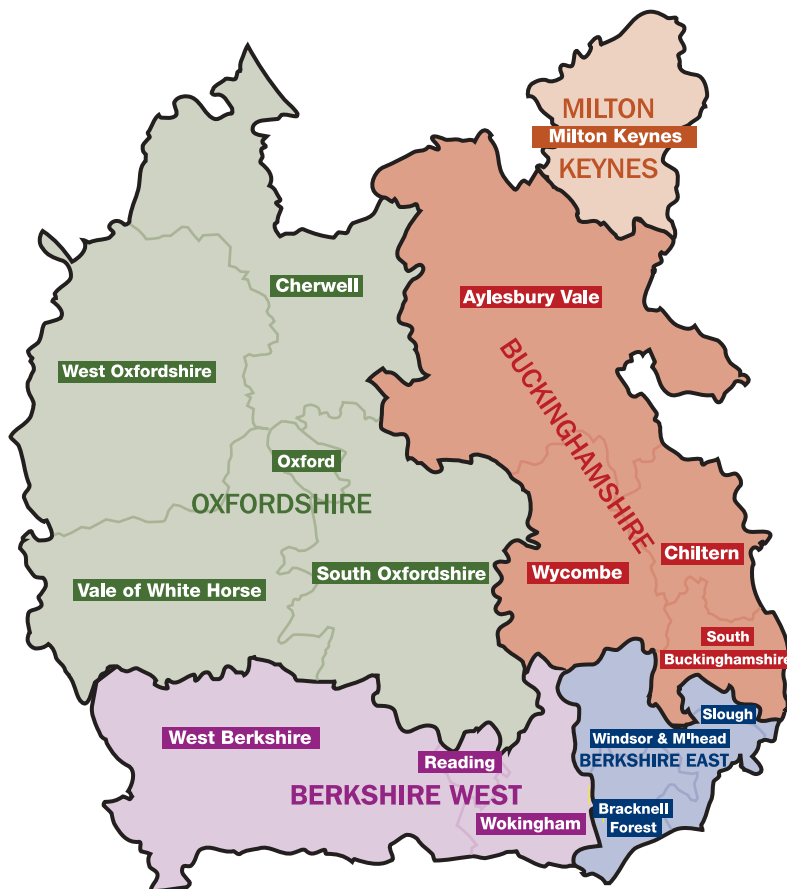 MILTON
Milton Keynes
KEYNES
Cherwell
Aylesbury Vale
West Oxfordshire
BUCKINGHAMSHIRE
Oxford
OXFORDSHIRE
Chiltern
Vale of White Horse
South Oxfordshire
Wycombe
South
Buckinghamshire
Slough
West Berkshire
Windsor & M'head
Reading
BERKSHIRE EAST
BERKSHIRE WEST
Wokingham
Bracknell
Forest